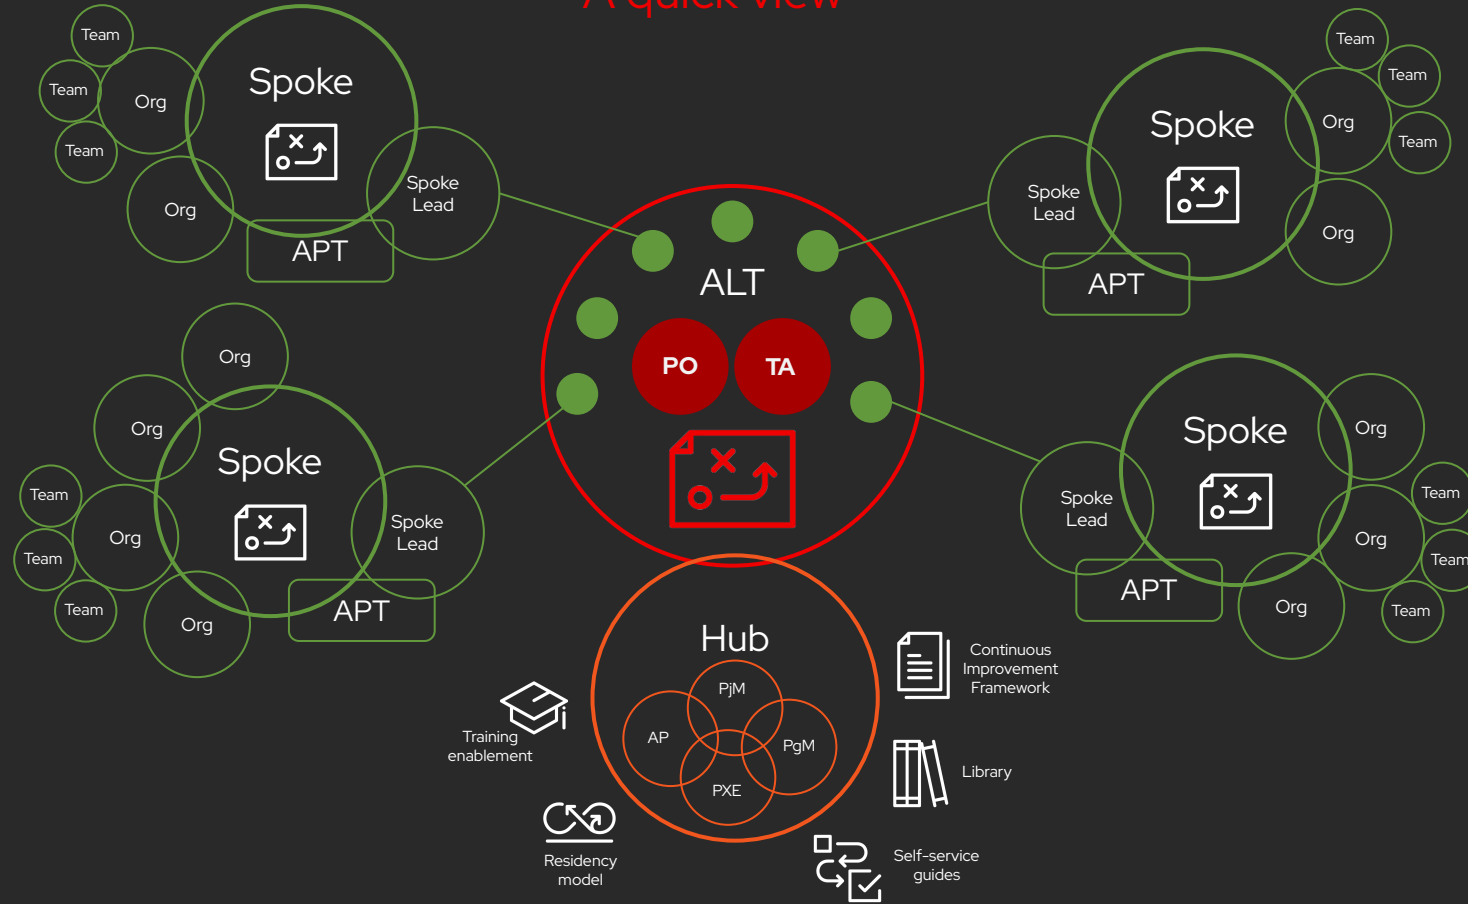 A quick view
Team
Team
Team
Org
Org
Spoke
Spoke
Lead
APT
Spoke
Spoke
Lead
APT
Org
Org
Team
Team
Team
ALT
PO
TA
Org
Org
Org
Org
Team
Team
Team
Spoke
Spoke
Lead
APT
Spoke
Spoke
Lead
APT
Org
Org
Org
Team
Team
Team
Hub
PjM
AP
PgM
PXE
Training
enablement
Residency
model
Continuous
Improvement
Framework
Library
Self-service
guides